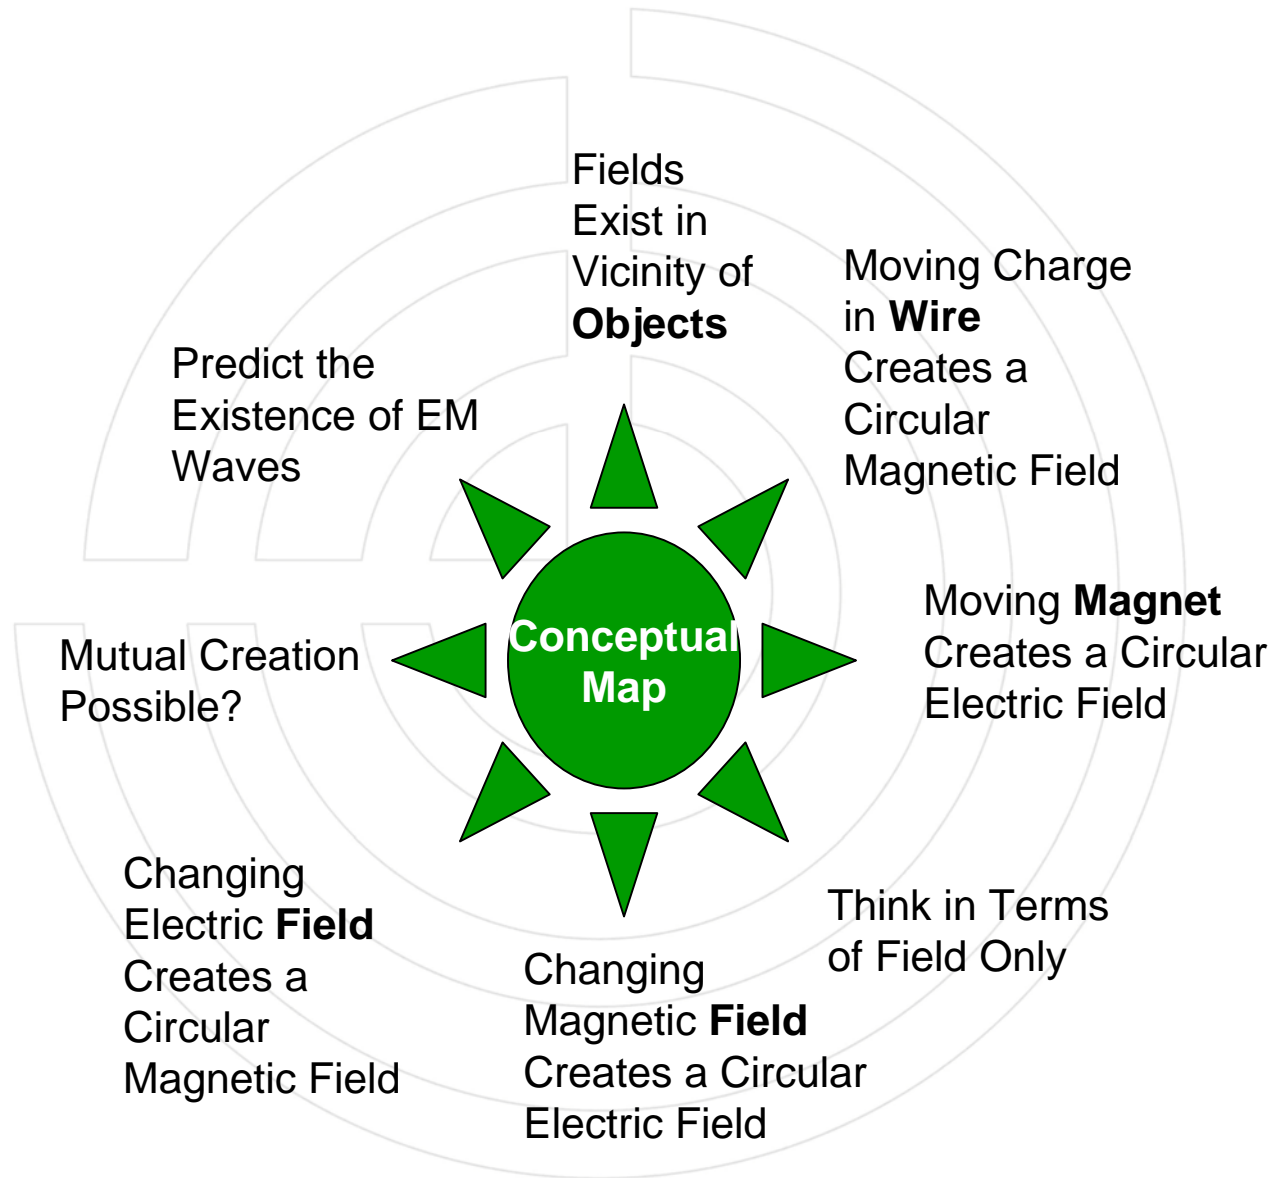 Fields
Exist in
Vicinity of
Objects
Moving Charge
in Wire
Creates a
Circular
Magnetic Field
Moving Magnet
Creates a Circular
Electric Field
Think in Terms
of Field Only
Changing
Magnetic Field
Creates a Circular
Electric Field
Changing
Electric Field
Creates a
Circular
Magnetic Field
Mutual Creation
Possible?
Predict the
Existence of EM
Waves
Conceptual
Map